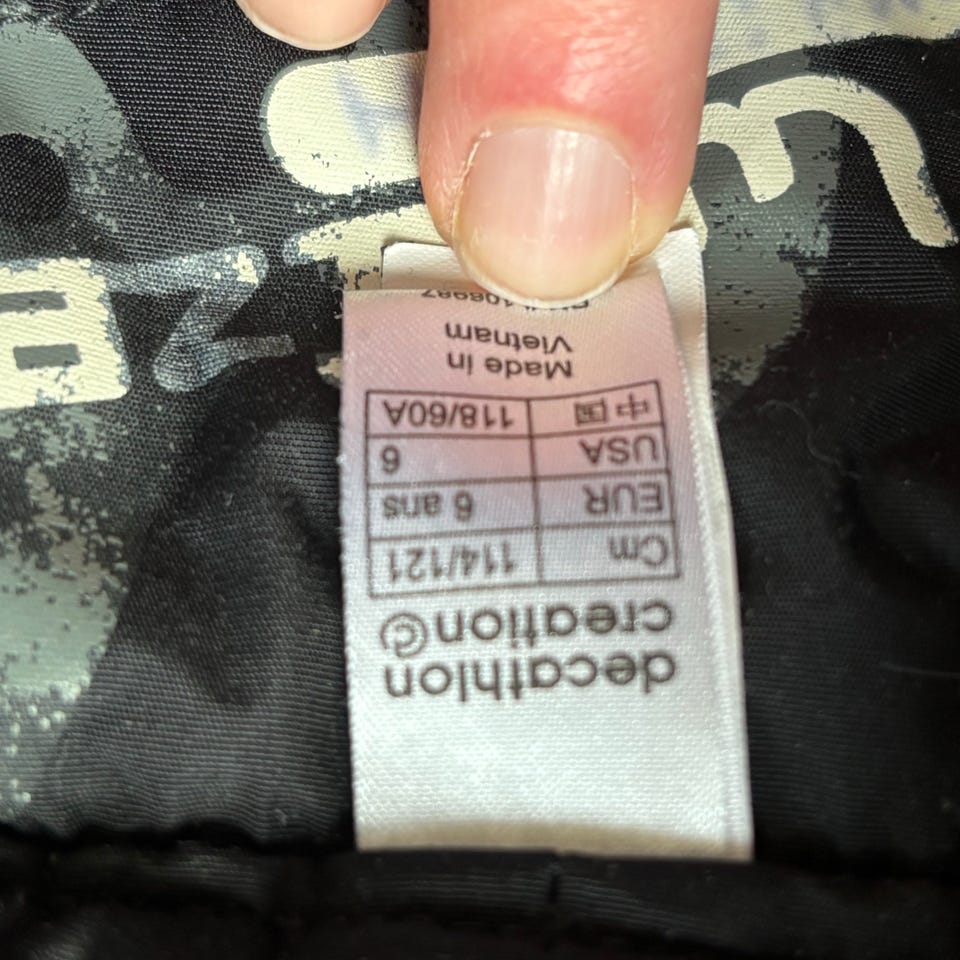 decathlon
creation©
Cm 114/121
EUR 6 ans
USA 6
中国 118/60A
Made in
Vietnam